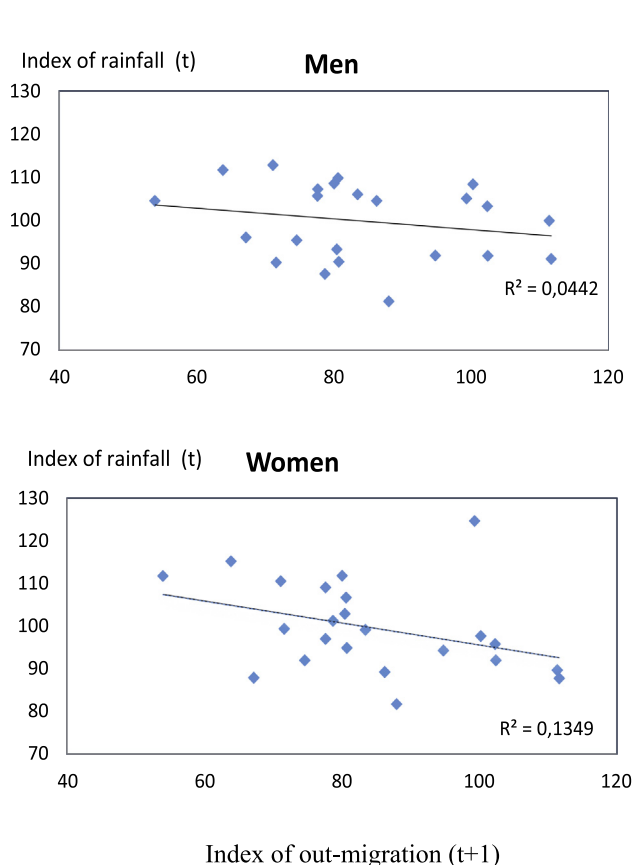 Index of rainfall (t)
Men
130
120
110
100
90
80
70
R² = 0,0442
40 60 80 100 120
Index of rainfall (t)
Women
130
120
110
100
90
80
70
R² = 0,1349
40 60 80 100 120
Index of out-migration (t+1)